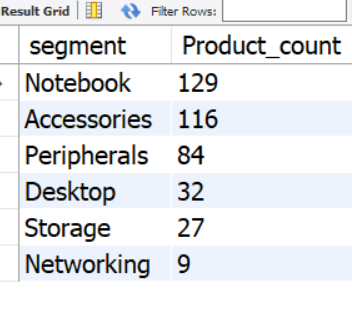 Result Grid Filter Rows:
segment Product_count
Notebook 129
Accessories 116
Peripherals 84
Desktop 32
Storage 27
Networking 9